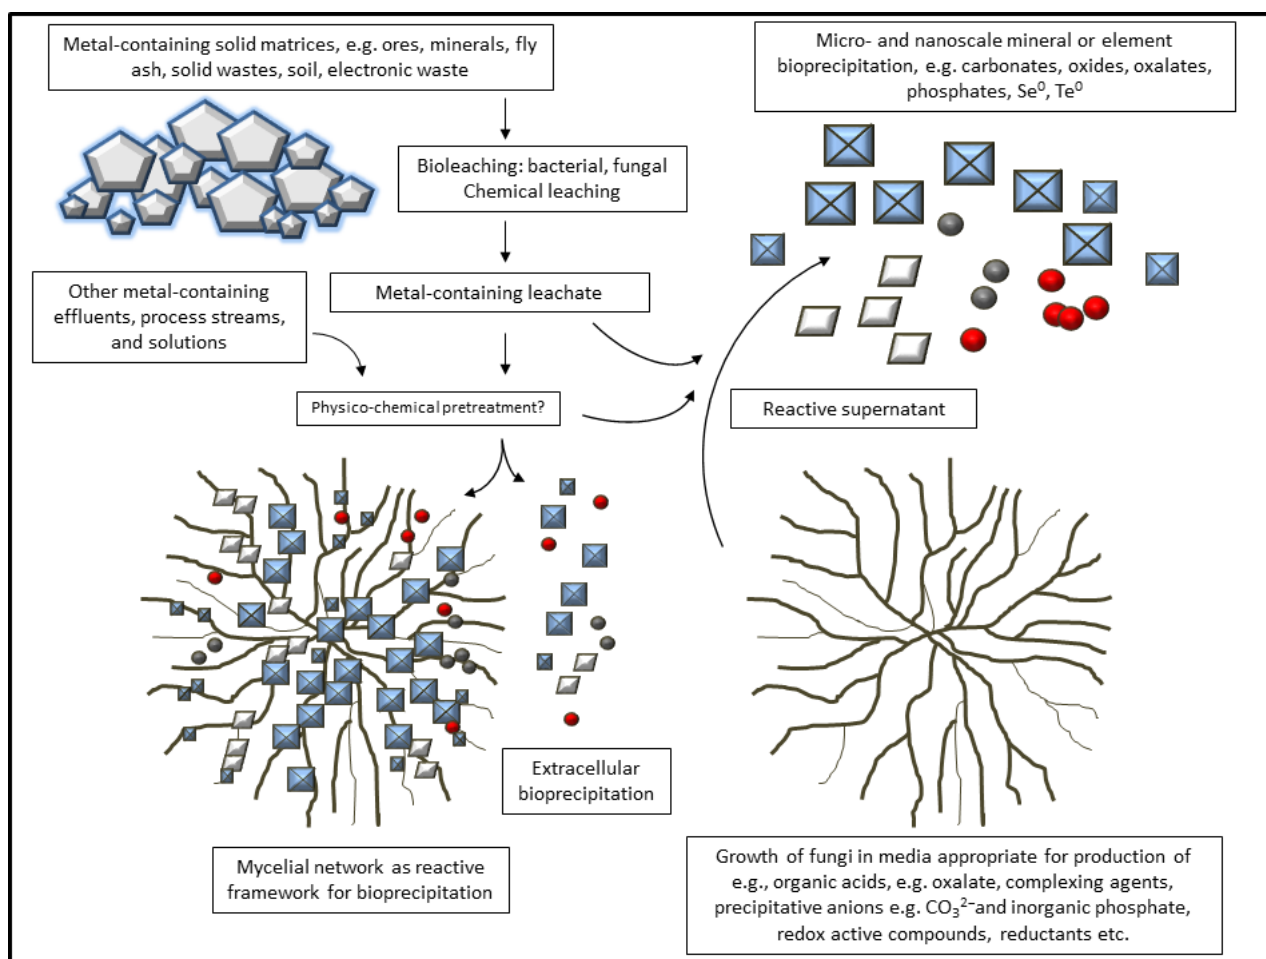 Metal-containing solid matrices, e.g. ores, minerals, fly
ash, solid wastes, soil, electronic waste
Micro- and nanoscale mineral or element
bioprecipitation, e.g. carbonates, oxides, oxalates,
phosphates, Se⁰, Te⁰
Bioleaching: bacterial, fungal
Chemical leaching
Other metal-containing
effluents, process streams,
and solutions
Metal-containing leachate
Physico-chemical pretreatment?
Reactive supernatant
Extracellular
bioprecipitation
Mycelial network as reactive
framework for bioprecipitation
Growth of fungi in media appropriate for production of
e.g., organic acids, e.g. oxalate, complexing agents,
precipitative anions e.g. CO₃²⁻and inorganic phosphate,
redox active compounds, reductants etc.